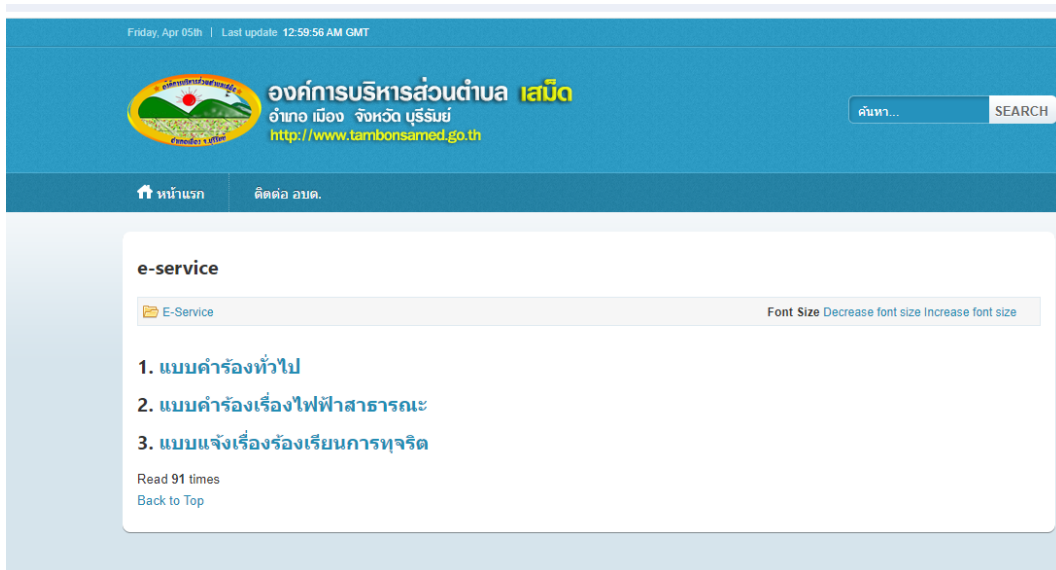 Friday, Apr 05th | Last update 12:59:56 AM GMT
องค์การบริหารส่วนตำบล เสม็ด
อำเภอ เมือง จังหวัด บุรีรัมย์
http://www.tambonsamed.go.th
ค้นหา... SEARCH
หน้าแรก ติดต่อ อบต.
e-service
E-Service Font Size Decrease font size Increase font size
1. แบบคำร้องทั่วไป
2. แบบคำร้องเรื่องไฟฟ้าสาธารณะ
3. แบบแจ้งเรื่องร้องเรียนการทุจริต
Read 91 times
Back to Top